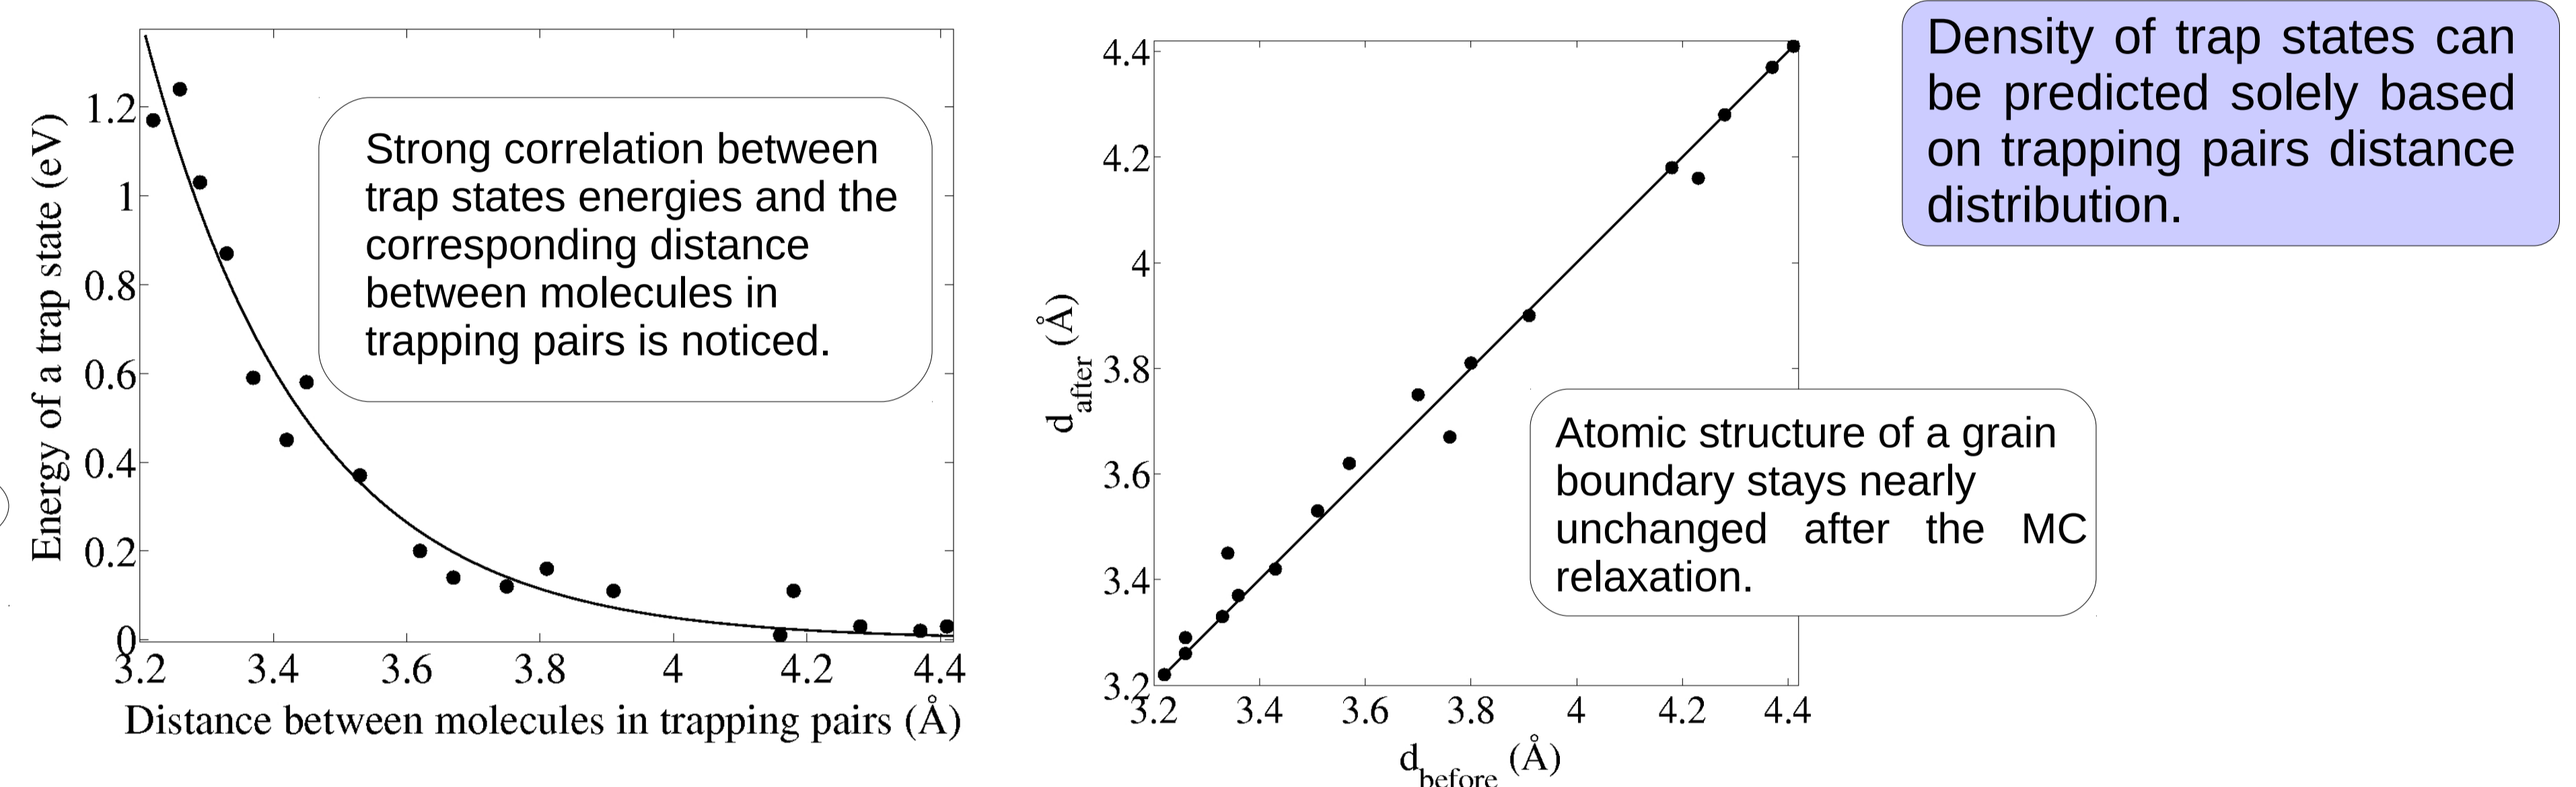 1.2
1
0.8
0.6
0.4
0.2
0
3.2 3.4 3.6 3.8 4 4.2 4.4
Energy of a trap state (eV)
Distance between molecules in trapping pairs (Å)
Strong correlation between
trap states energies and the
corresponding distance
between molecules in
trapping pairs is noticed.
4.4
4.2
4
3.8
3.6
3.4
3.2
3.2 3.4 3.6 3.8 4 4.2 4.4
d_after (Å)
d_before (Å)
Atomic structure of a grain
boundary stays nearly
unchanged after the MC
relaxation.
Density of trap states can
be predicted solely based
on trapping pairs distance
distribution.